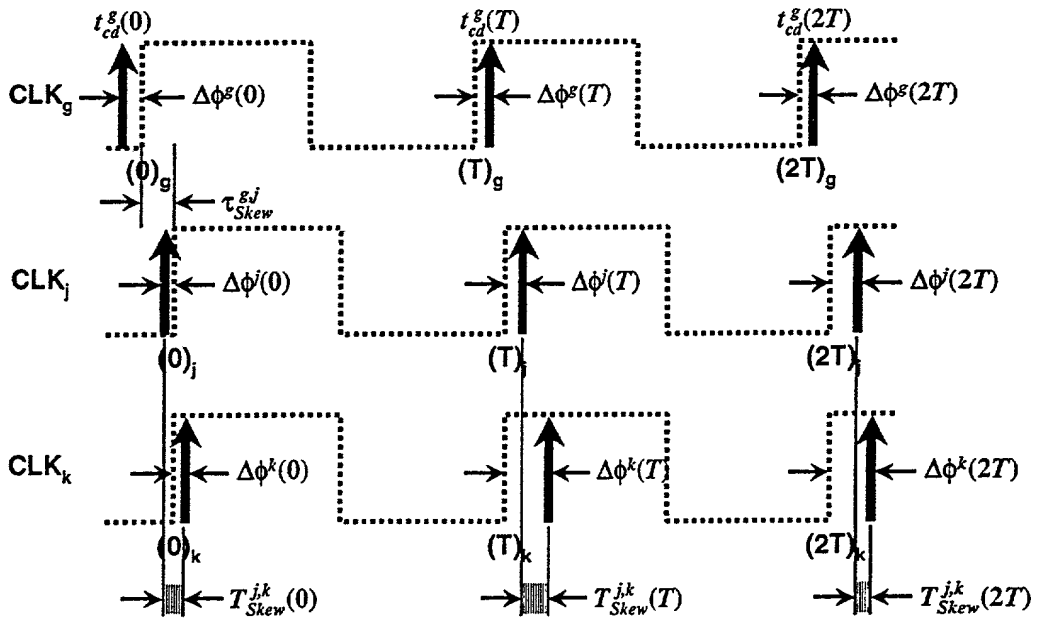 t_cd^g(0) t_cd^g(T) t_cd^g(2T)
CLK_g Δϕ^g(0) Δϕ^g(T) Δϕ^g(2T)
(0)_g (T)_g (2T)_g
τ_Skew^g,j
CLK_j Δϕ^j(0) Δϕ^j(T) Δϕ^j(2T)
(0)_j (T)_j (2T)_j
CLK_k Δϕ^k(0) Δϕ^k(T) Δϕ^k(2T)
(0)_k (T)_k (2T)_k
T_Skew^j,k(0) T_Skew^j,k(T) T_Skew^j,k(2T)